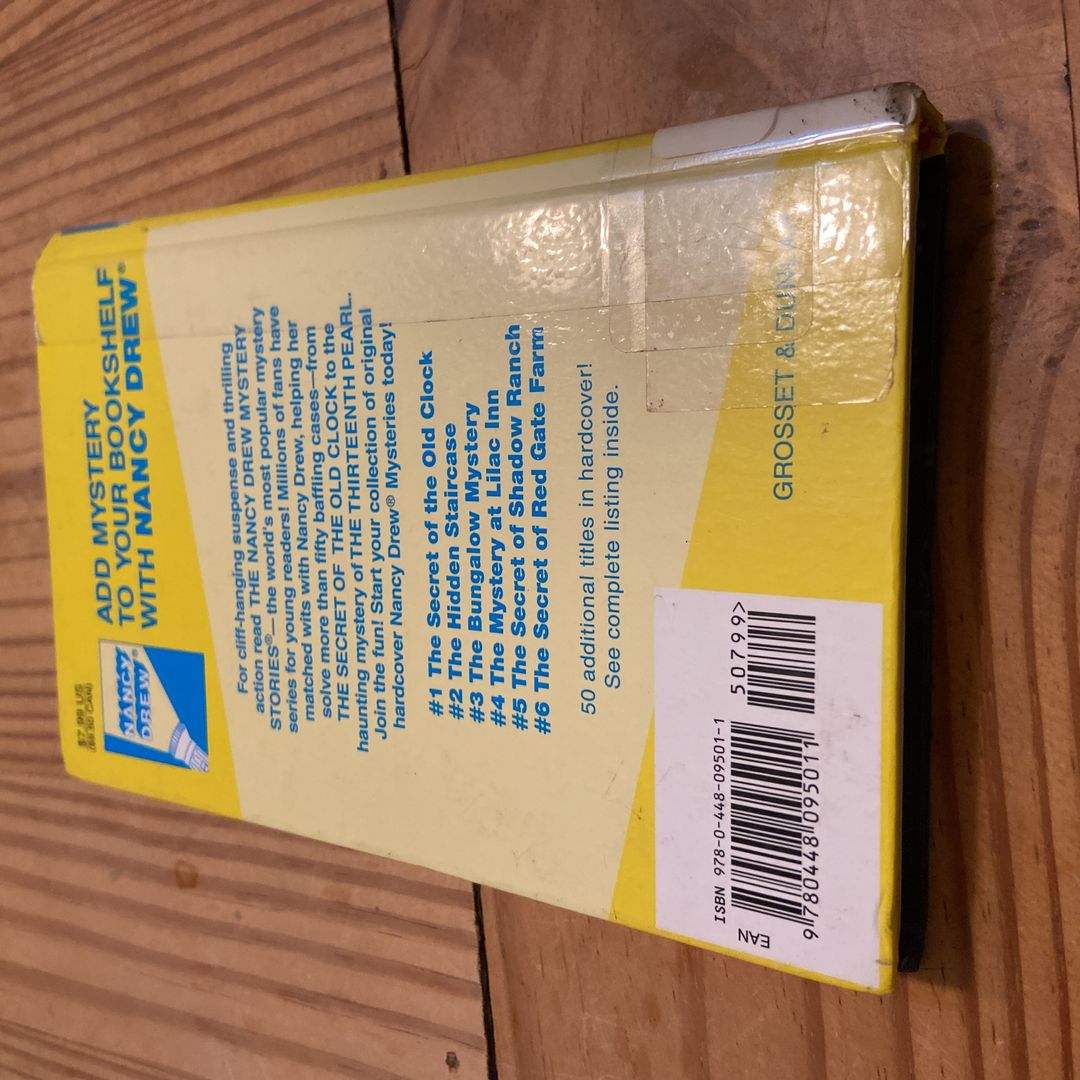 $7.99 US
ADD MYSTERY
TO YOUR BOOKSHELF
WITH NANCY DREW®
NANCY
DREW®
For cliff-hanging suspense and thrilling
action read THE NANCY DREW MYSTERY
STORIES®—the world's most popular mystery
series for young readers! Millions of fans have
matched wits with Nancy Drew, helping her
solve more than fifty baffling cases—from
THE SECRET OF THE OLD CLOCK to the
haunting mystery of THE THIRTEENTH PEARL.
Join the fun! Start your collection of original
hardcover Nancy Drew® Mysteries today!
#1 The Secret of the Old Clock
#2 The Hidden Staircase
#3 The Bungalow Mystery
#4 The Mystery at Lilac Inn
#5 The Secret of Shadow Ranch
#6 The Secret of Red Gate Farm
50 additional titles in hardcover!
See complete listing inside.
GROSSET & DUNLAP
ISBN 978-0-448-09501-1
50799>
EAN
9 780448 095011